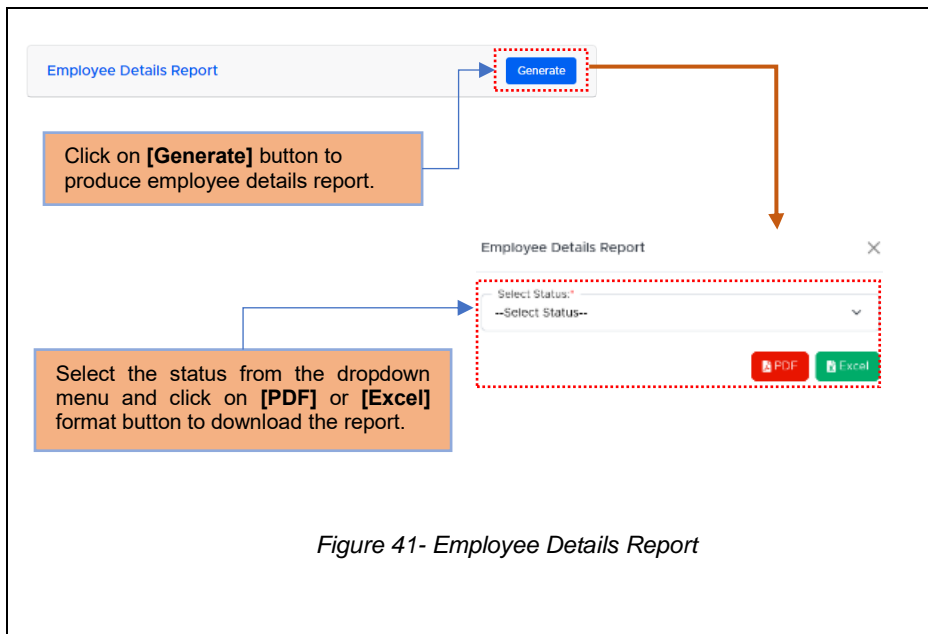 Employee Details Report
Generate
Click on [Generate] button to
produce employee details report.
Employee Details Report
Select Status:*
--Select Status--
PDF
Excel
Select the status from the dropdown
menu and click on [PDF] or [Excel]
format button to download the report.
Figure 41- Employee Details Report